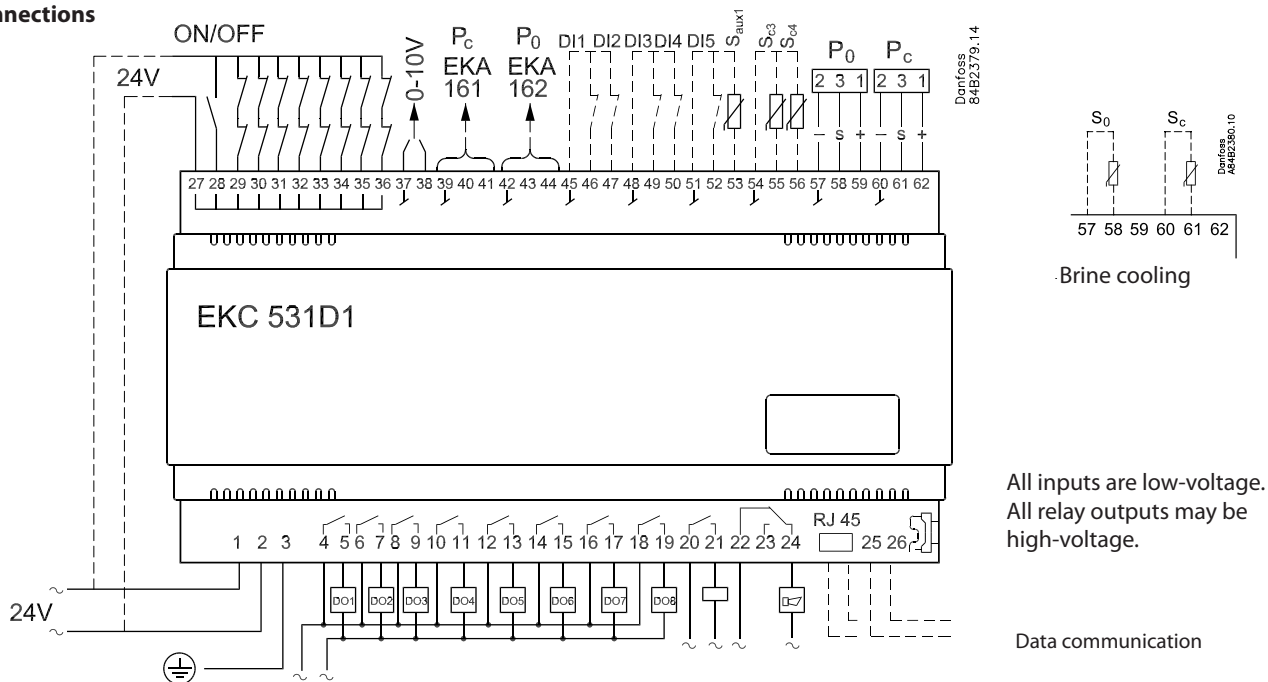 nnections
ON/OFF
24V
0-10V
Pc
EKA
161
P0
EKA
162
DI1 DI2 DI3 DI4 DI5 Saux1 Sc3 Sc4
P0 Pc
2 3 1 2 3 1
– s + – s +
Danfoss
84B2379.14
27 28 29 30 31 32 33 34 35 36 37 38 39 40 41 42 43 44 45 46 47 48 49 50 51 52 53 54 55 56 57 58 59 60 61 62
S0 Sc
Danfoss
A84B2380.10
57 58 59 60 61 62
Brine cooling
EKC 531D1
All inputs are low-voltage.
All relay outputs may be
high-voltage.
RJ 45
1 2 3 4 5 6 7 8 9 10 11 12 13 14 15 16 17 18 19 20 21 22 23 24 25 26
DO1 DO2 DO3 DO4 DO5 DO6 DO7 DO8
24V
Data communication